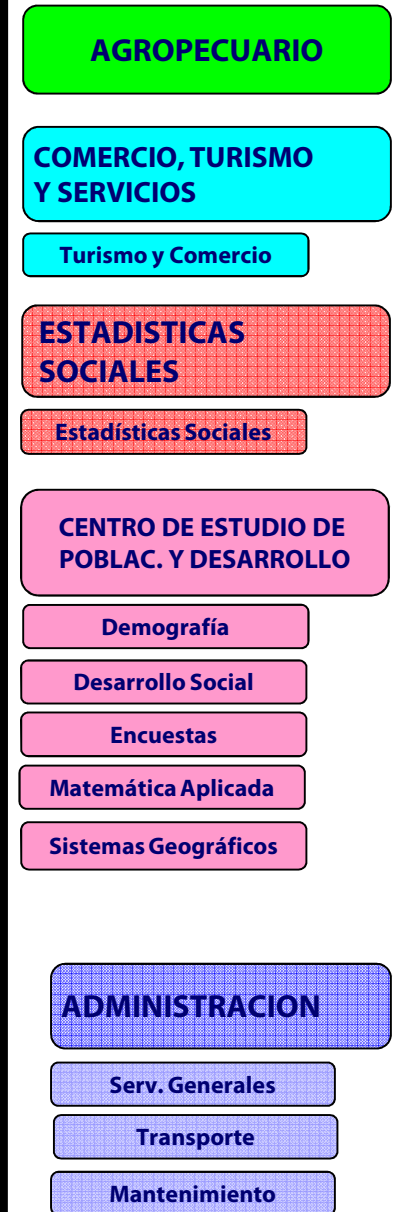 AGROPECUARIO
COMERCIO, TURISMO
Y SERVICIOS
Turismo y Comercio
ESTADISTICAS
SOCIALES
Estadísticas Sociales
CENTRO DE ESTUDIO DE
POBLAC. Y DESARROLLO
Demografía
Desarrollo Social
Encuestas
Matemática Aplicada
Sistemas Geográficos
ADMINISTRACION
Serv. Generales
Transporte
Mantenimiento